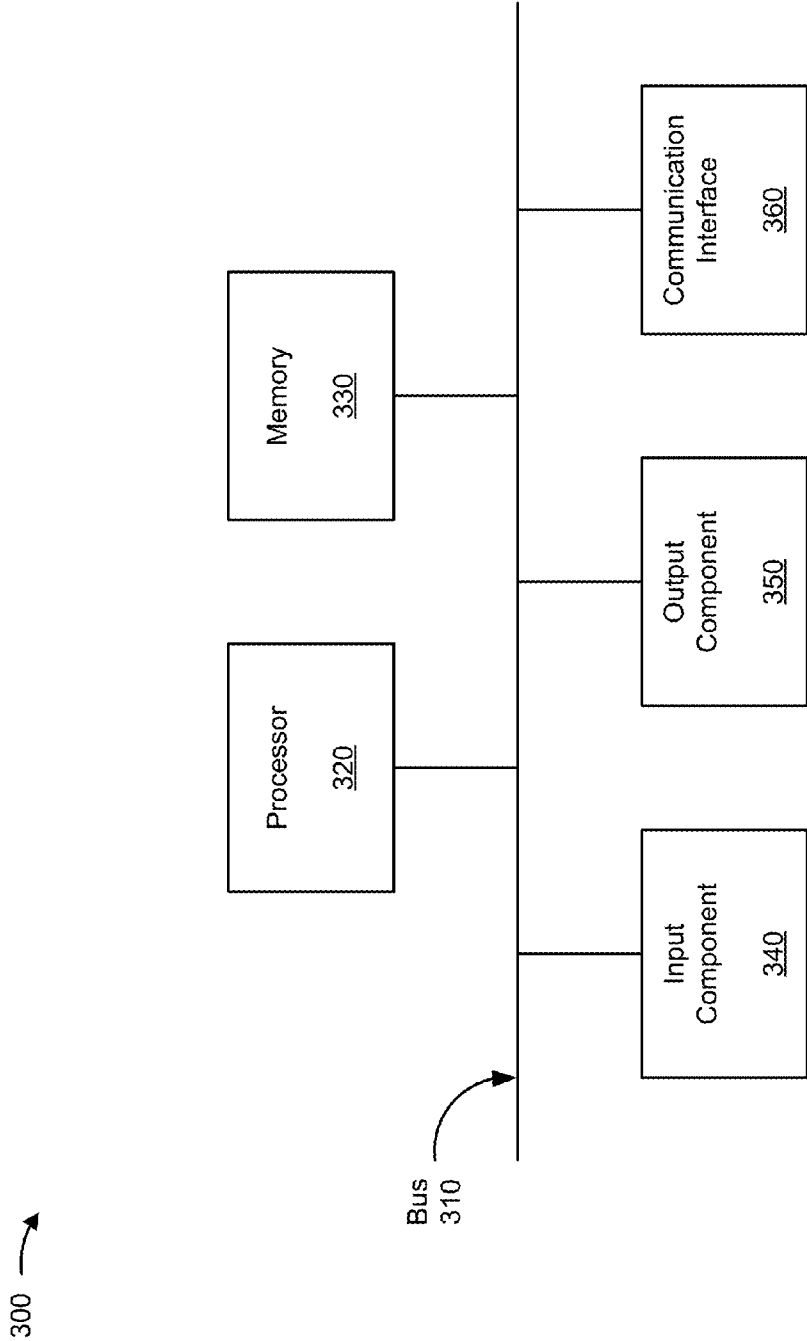 300
Processor
320
Memory
330
Bus
310
Input
Component
340
Output
Component
350
Communication
Interface
360